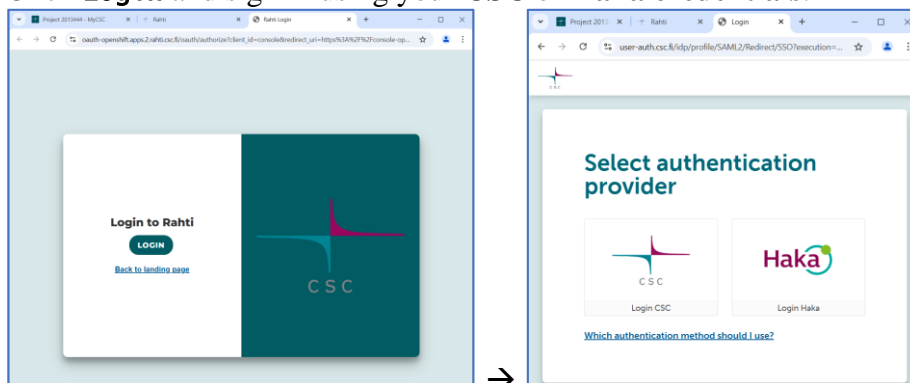 Project 2013444 - MyCSC
Rahti
Rahti Login
oauth-openshift.apps.2.rahti.csc.fi/oauth/authorize?client_id=console&redirect_uri=https%3A%2F%2Fconsole-op...
Login to Rahti
LOGIN
Back to landing page
CSC
→
Project 2013
Rahti
Login
user-auth.csc.fi/idp/profile/SAML2/Redirect/SSO?execution=...
CSC
Select authentication
provider
CSC
Login CSC
Haka
Login Haka
Which authentication method should I use?